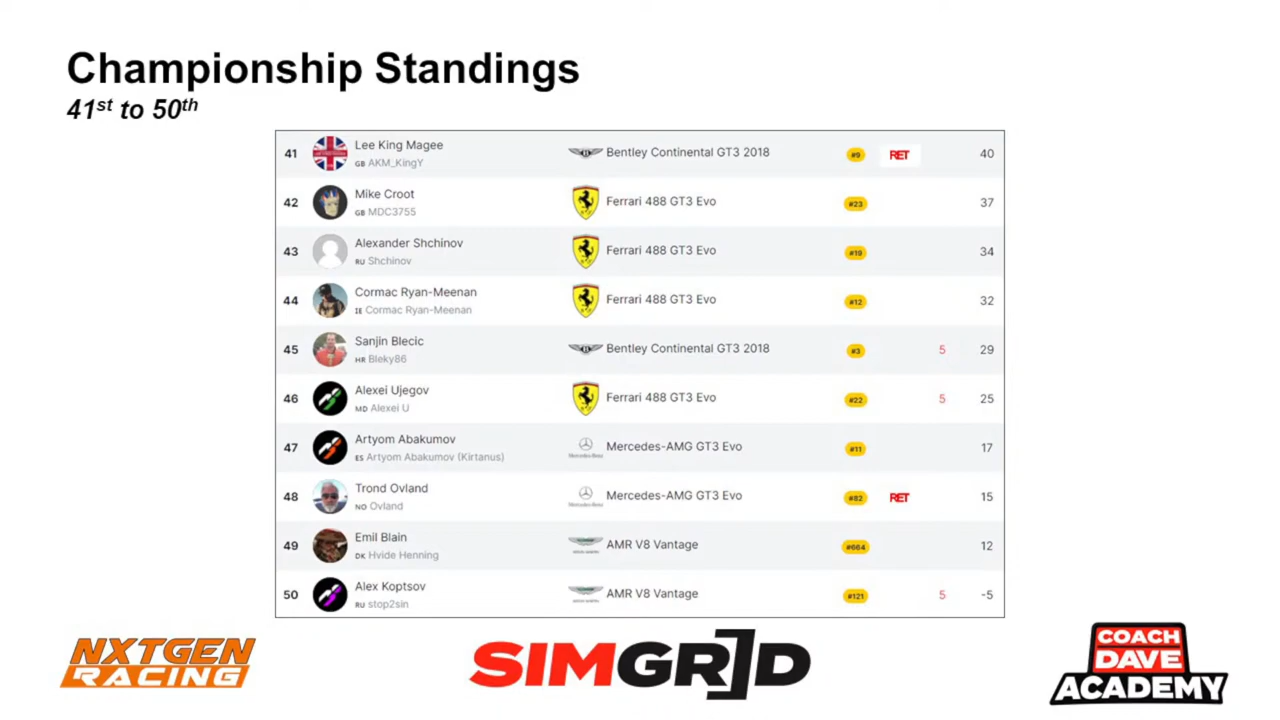 Championship Standings
41st to 50th
41 Lee King Magee Bentley Continental GT3 2018 #9 RET 40
GB AKM_KingY
42 Mike Croot Ferrari 488 GT3 Evo #23 37
GB MDC3755
43 Alexander Shchinov Ferrari 488 GT3 Evo #19 34
RU Shchinov
44 Cormac Ryan-Meenan Ferrari 488 GT3 Evo #12 32
IE Cormac Ryan-Meenan
45 Sanjin Blecic Bentley Continental GT3 2018 #3 5 29
HR Bleky86
46 Alexei Ujegov Ferrari 488 GT3 Evo #22 5 25
MD Alexei U
47 Artyom Abakumov Mercedes-AMG GT3 Evo #11 17
ES Artyom Abakumov (Kirtanus)
Mercedes-Benz
48 Trond Ovland Mercedes-AMG GT3 Evo #82 RET 15
NO Ovland
Mercedes-Benz
49 Emil Blain AMR V8 Vantage #664 12
DK Hvide Henning
50 Alex Koptsov AMR V8 Vantage #121 5 -5
RU stop2sin
NXTGEN
RACING
SIMGRID
COACH
DAVE
ACADEMY